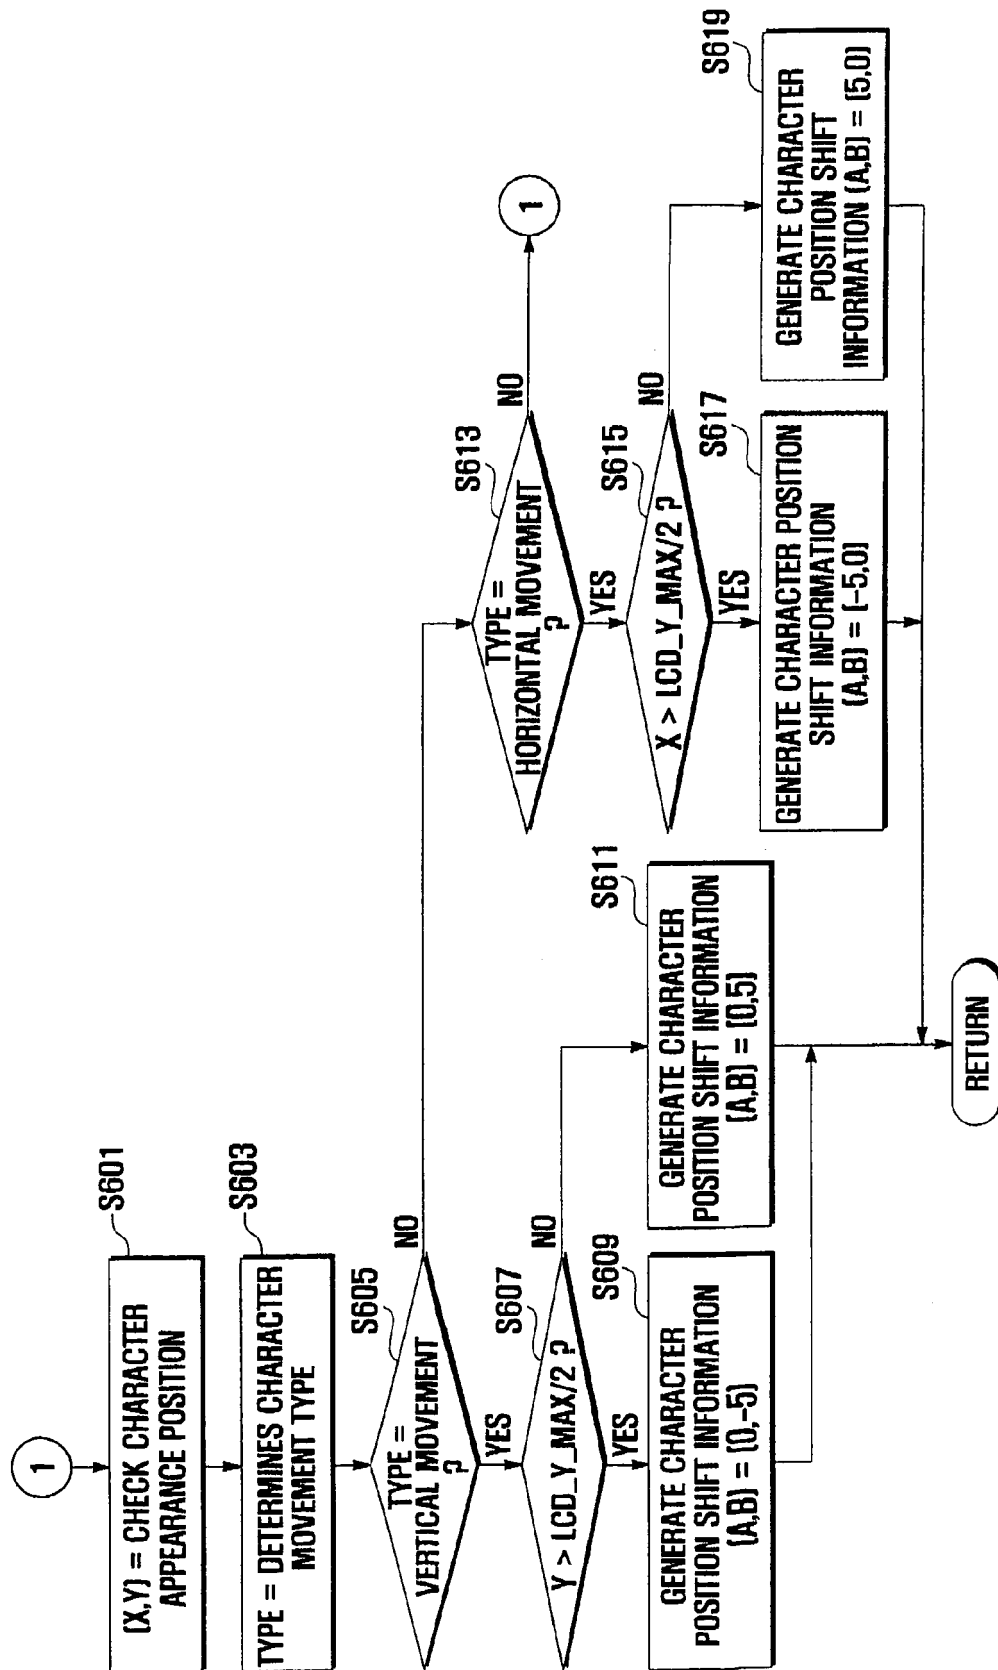 1
(X,Y) = CHECK CHARACTER
APPEARANCE POSITION
S601
TYPE = DETERMINES CHARACTER
MOVEMENT TYPE
S603
TYPE =
VERTICAL MOVEMENT
?
S605
NO
YES
Y > LCD_Y_MAX/2 ?
S607
NO
YES
GENERATE CHARACTER
POSITION SHIFT INFORMATION
(A,B) = (0,-5)
S609
GENERATE CHARACTER
POSITION SHIFT INFORMATION
(A,B) = (0,5)
S611
TYPE =
HORIZONTAL MOVEMENT
?
S613
NO
1
YES
X > LCD_Y_MAX/2 ?
S615
NO
YES
GENERATE CHARACTER POSITION
SHIFT INFORMATION
(A,B) = (-5,0)
S617
GENERATE CHARACTER
POSITION SHIFT
INFORMATION (A,B) = (5,0)
S619
RETURN